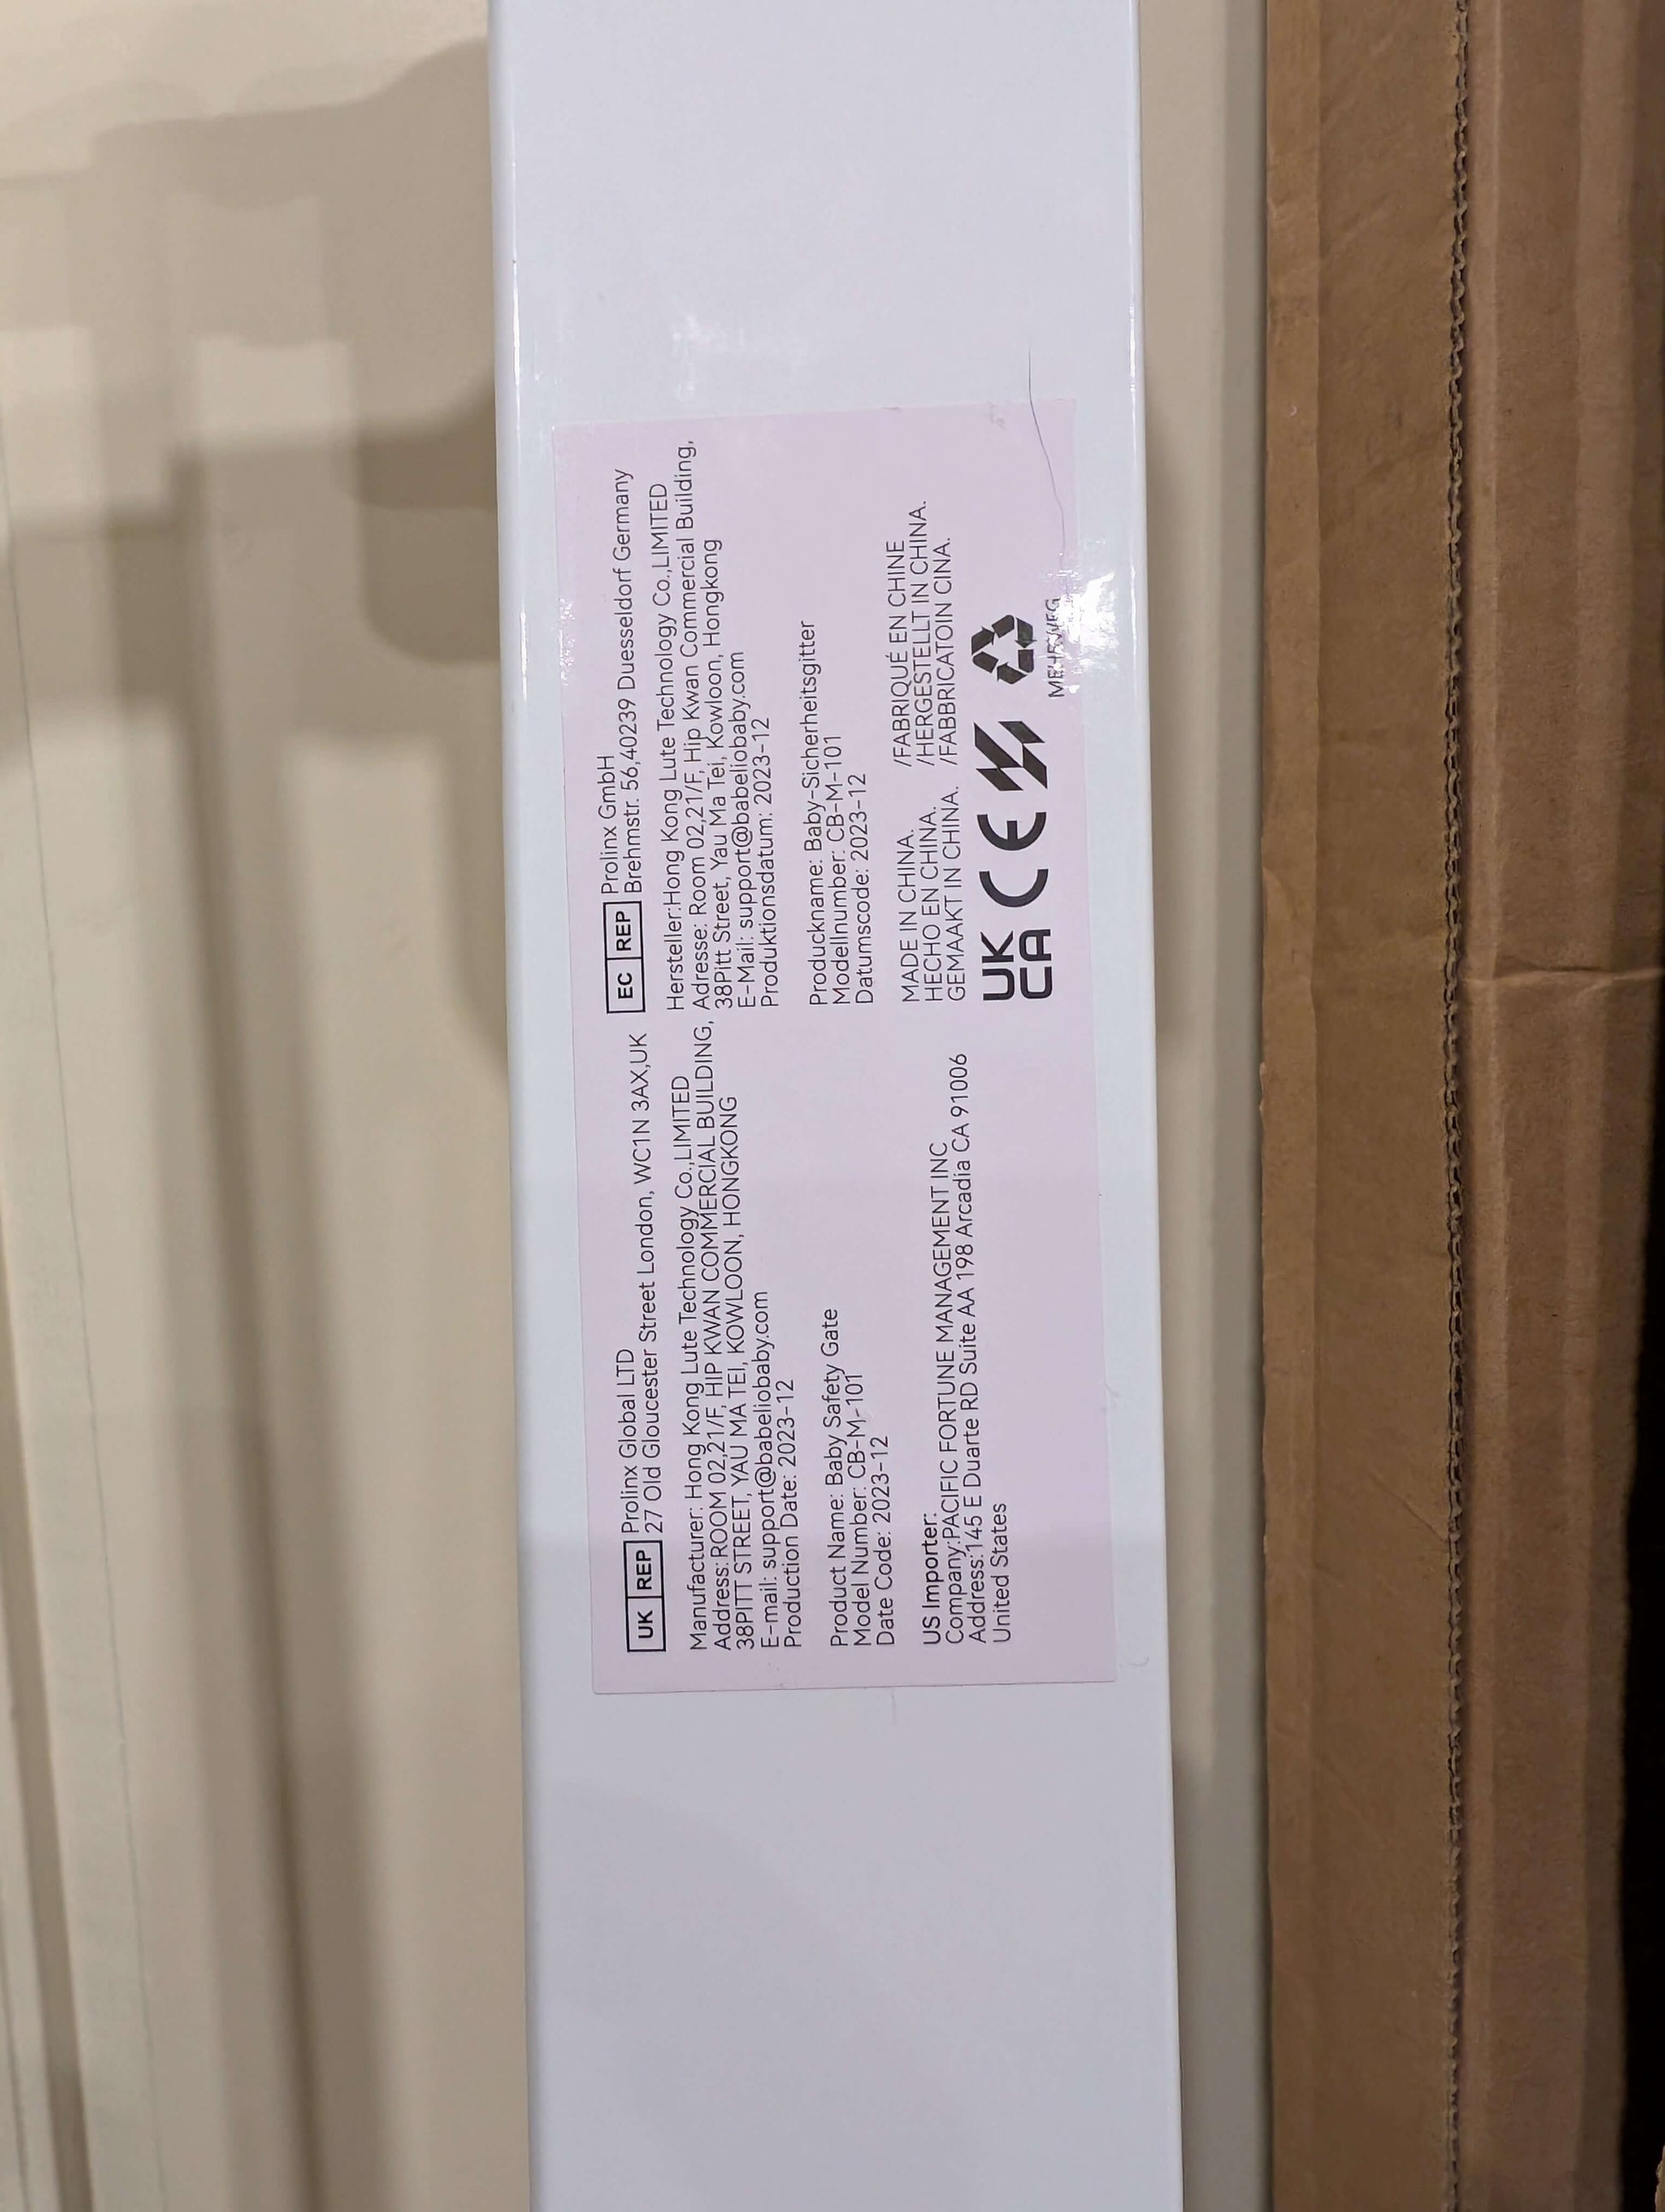 UK REP Prolinx Global LTD
27 Old Gloucester Street London, WC1N 3AX,UK
Manufacturer: Hong Kong Lute Technology Co.,LIMITED
Address: ROOM 02,21/F, HIP KWAN COMMERCIAL BUILDING,
38PITT STREET, YAU MA TEI, KOWLOON, HONGKONG
E-mail: support@babeliobaby.com
Production Date: 2023-12
Product Name: Baby Safety Gate
Model Number: CB-M-101
Date Code: 2023-12
US Importer:
Company:PACIFIC FORTUNE MANAGEMENT INC
Address:145 E Duarte RD Suite AA 198 Arcadia CA 91006
United States
EC REP Prolinx GmbH
Brehmstr. 56,40239 Duesseldorf Germany
Hersteller:Hong Kong Lute Technology Co.,LIMITED
Adresse: Room 02,21/F, Hip Kwan Commercial Building,
38Pitt Street, Yau Ma Tei, Kowloon, Hongkong
E-Mail: support@babeliobaby.com
Produktionsdatum: 2023-12
Produckname: Baby-Sicherheitsgitter
Modellnumber: CB-M-101
Datumscode: 2023-12
MADE IN CHINA. /FABRIQUÉ EN CHINE
HECHO EN CHINA. /HERGESTELLT IN CHINA.
GEMAAKT IN CHINA. /FABBRICATOIN CINA.
UK
CA CE
MEHRWEG